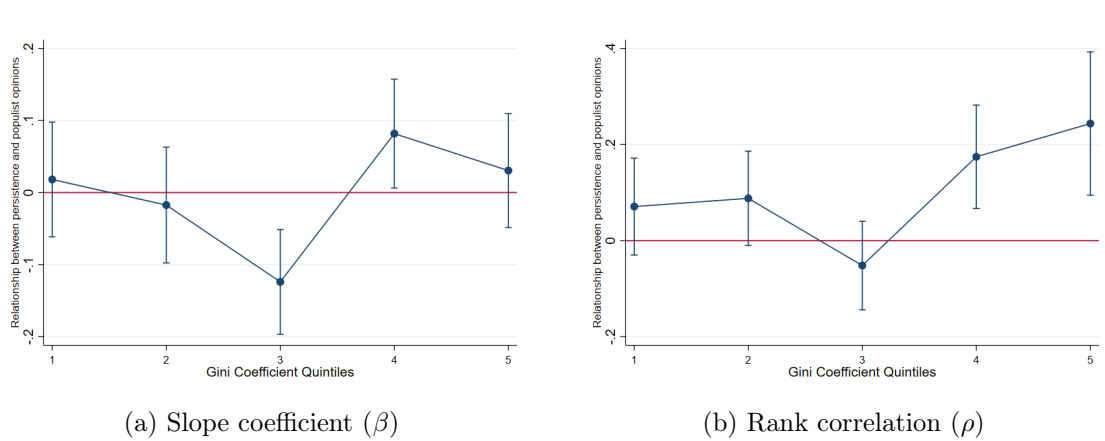 Relationship between persistence and populist opinions
.2
.1
0
-.1
-.2
1 2 3 4 5
Gini Coefficient Quintiles
(a) Slope coefficient (β)
Relationship between persistence and populist opinions
.4
.2
0
-.2
1 2 3 4 5
Gini Coefficient Quintiles
(b) Rank correlation (ρ)